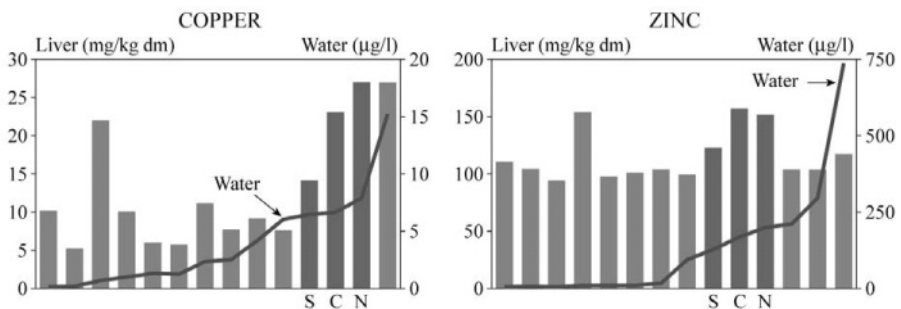 COPPER
Liver (mg/kg dm) Water (µg/l)
30 20
25
20 15
15 10
10
5 5
0 0
Water
S C N
ZINC
Liver (mg/kg dm) Water (µg/l)
200 750
150 500
100
50 250
0 0
Water
S C N